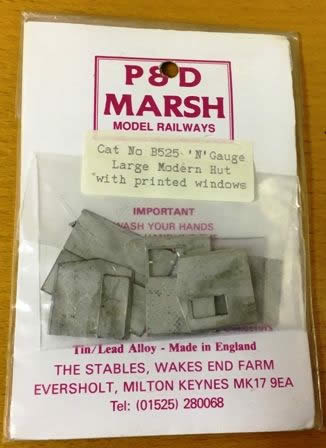 P&D
MARSH
MODEL RAILWAYS
Cat No B525 'N' Gauge
Large Modern Hut
with printed windows
IMPORTANT
WASH YOUR HANDS
Tin/Lead Alloy - Made in England
THE STABLES, WAKES END FARM
EVERSHOLT, MILTON KEYNES MK17 9EA
Tel: (01525) 280068